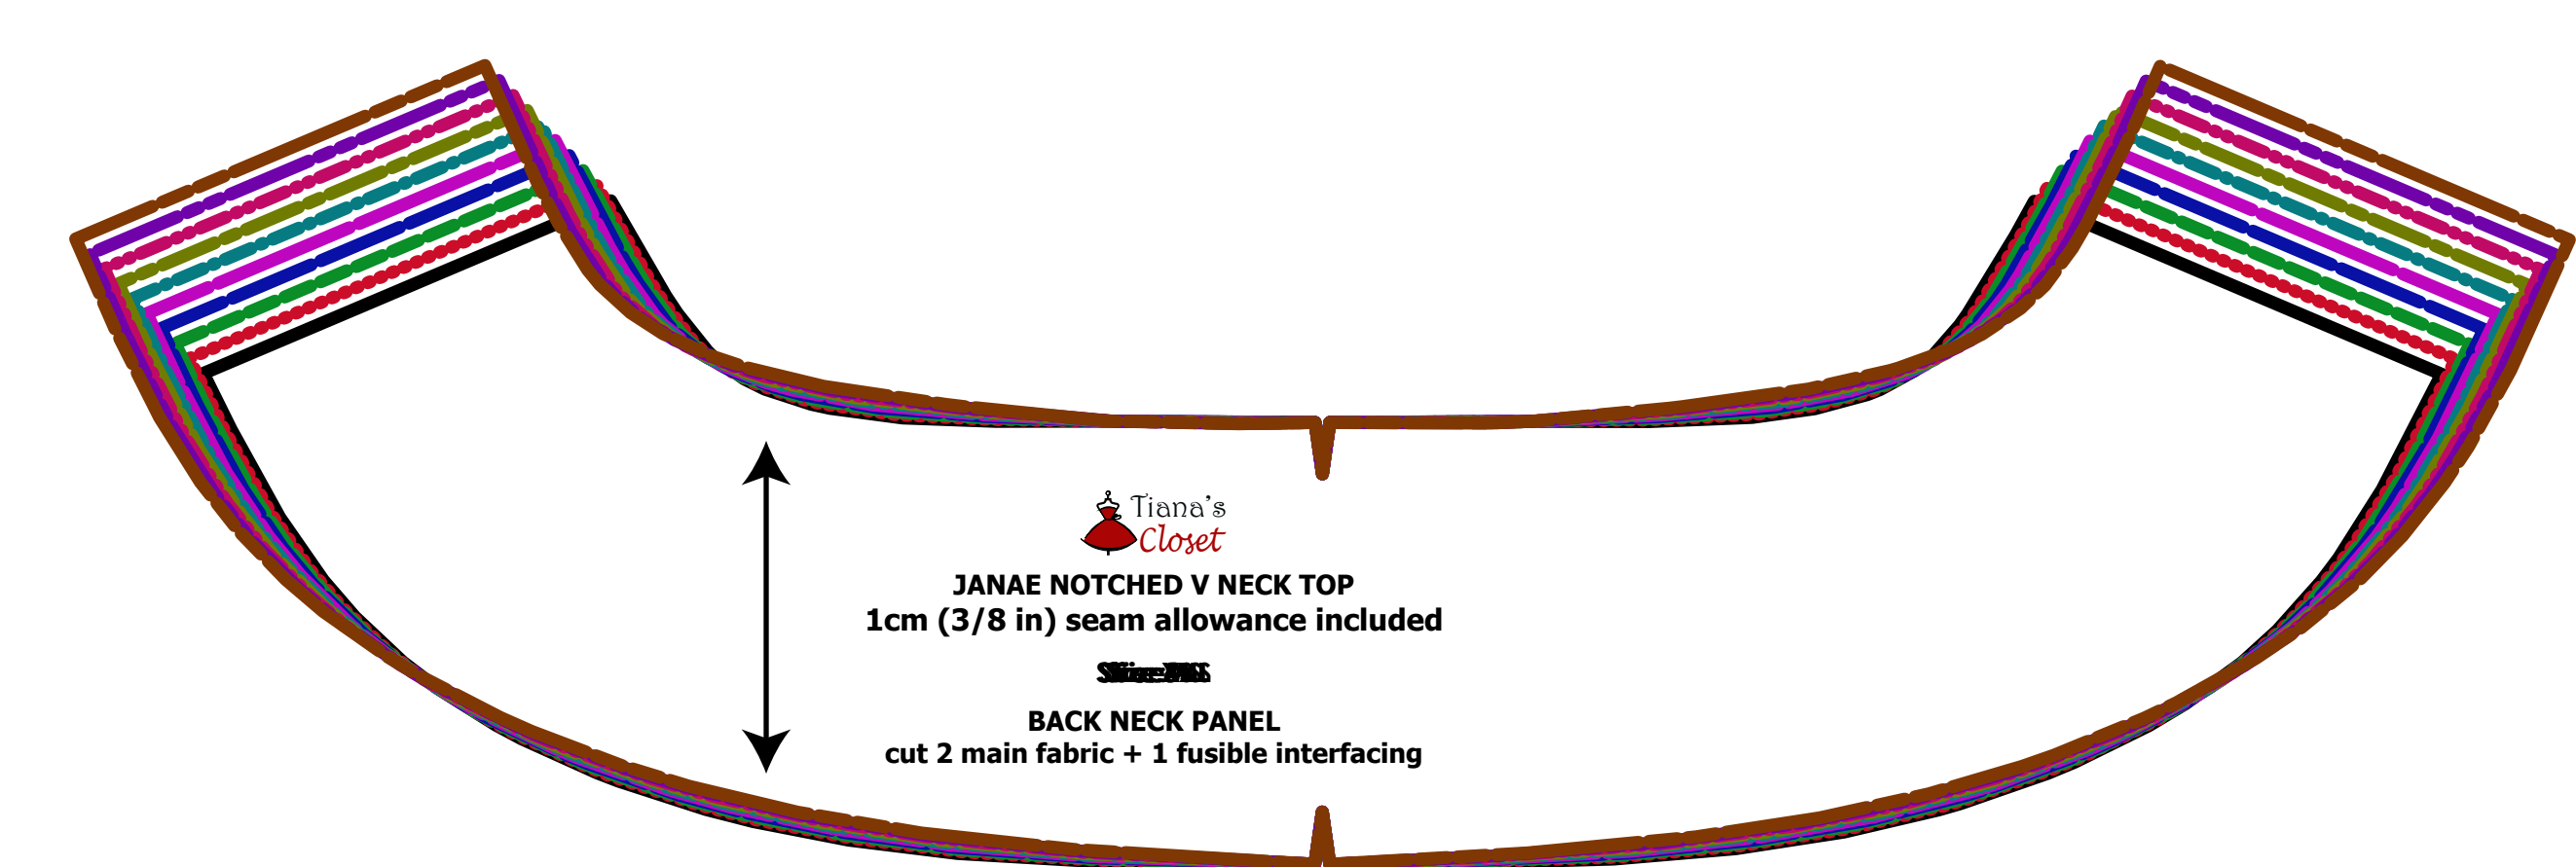 Tiana's
Closet
JANAE NOTCHED V NECK TOP
1cm (3/8 in) seam allowance included
BACK NECK PANEL
cut 2 main fabric + 1 fusible interfacing